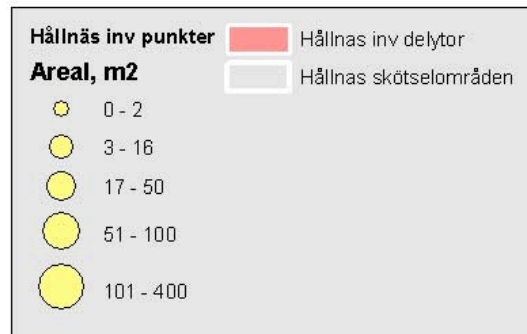 Hållnäs inv punkter
Areal, m2
0 - 2
3 - 16
17 - 50
51 - 100
101 - 400
Hållnas inv delytor
Hållnas skötselområden